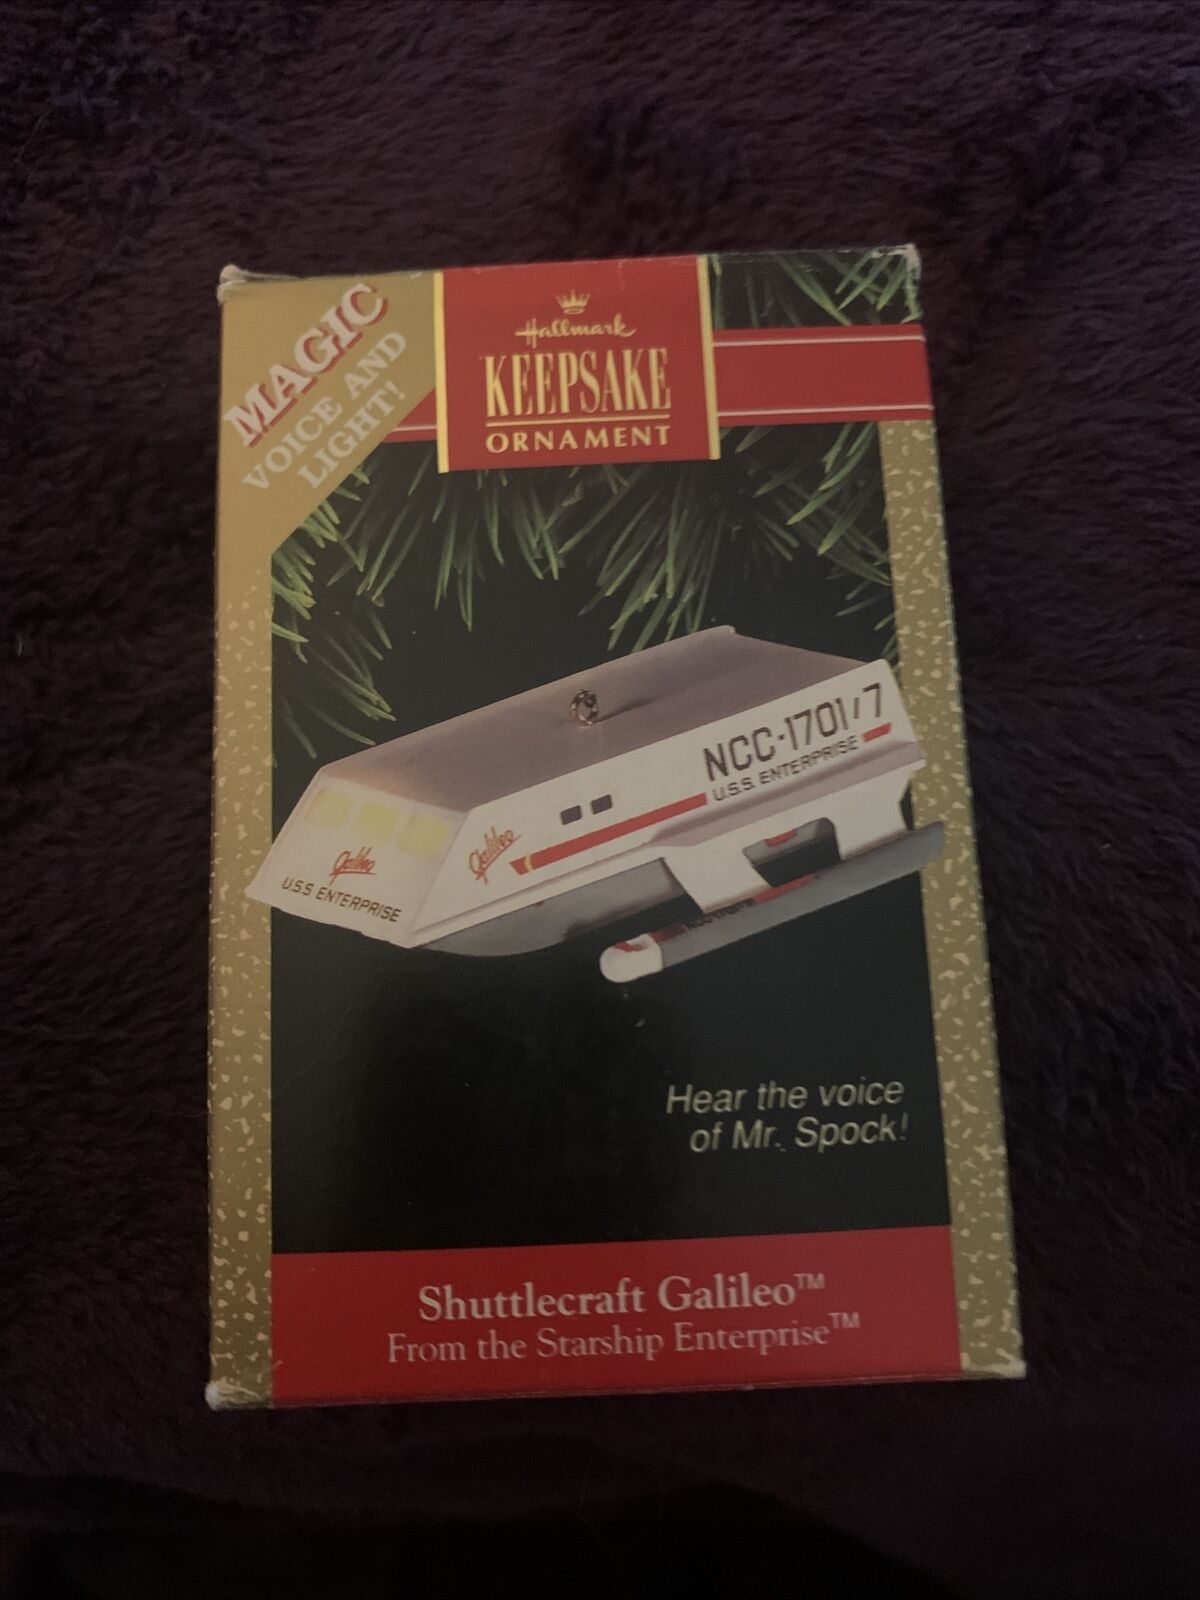 MAGIC
VOICE AND
LIGHT!
Hallmark
KEEPSAKE
ORNAMENT
NCC-1701/7
U.S.S. ENTERPRISE
Galileo
Galileo
U.S.S. ENTERPRISE
Hear the voice
of Mr. Spock!
Shuttlecraft Galileo™
From the Starship Enterprise™